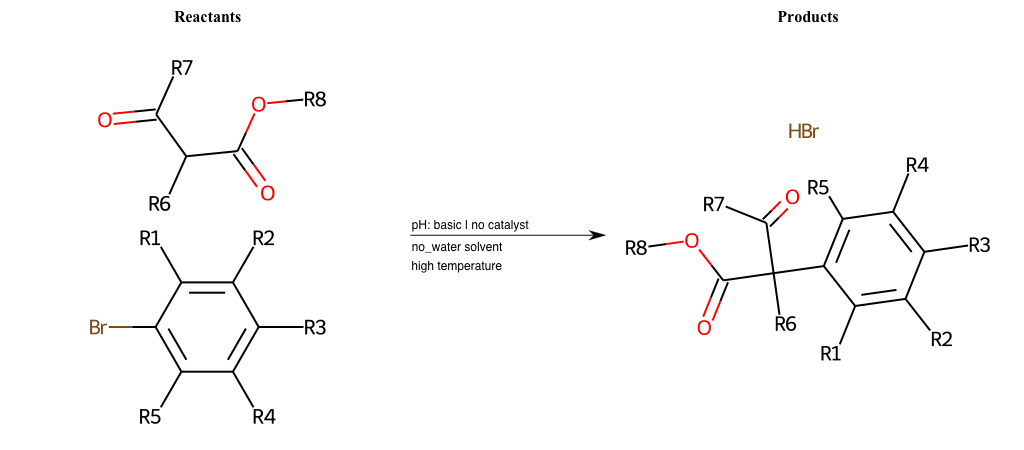 Reactants
Products
R7
O
O
R8
O
R6
R1
R2
Br
R3
R5
R4
pH: basic | no catalyst
no_water solvent
high temperature
HBr
R4
R5
R7
O
R8
O
R3
O
R6
R2
R1